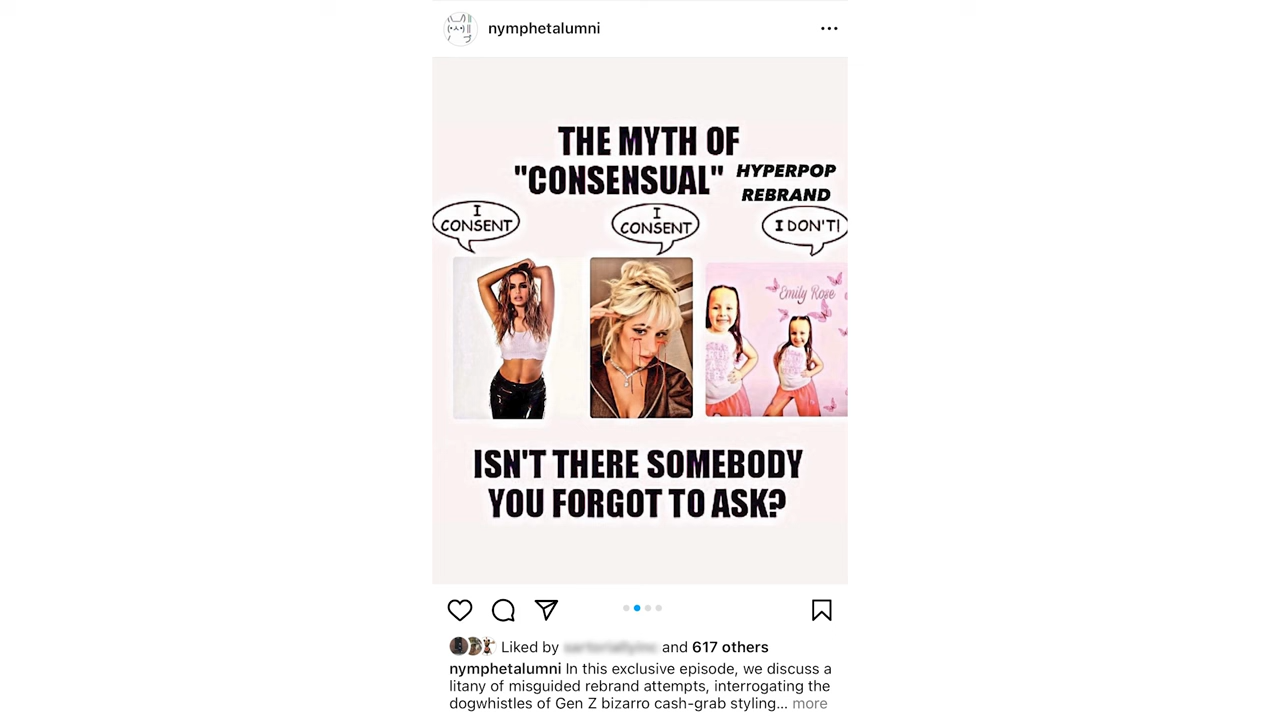 nymphetalumni
THE MYTH OF
"CONSENSUAL" HYPERPOP
REBRAND
I
CONSENT
I
CONSENT
I DON'T!
Emily Rose
ISN'T THERE SOMEBODY
YOU FORGOT TO ASK?
Liked by and 617 others
nymphetalumni In this exclusive episode, we discuss a
litany of misguided rebrand attempts, interrogating the
dogwhistles of Gen Z bizarro cash-grab styling... more